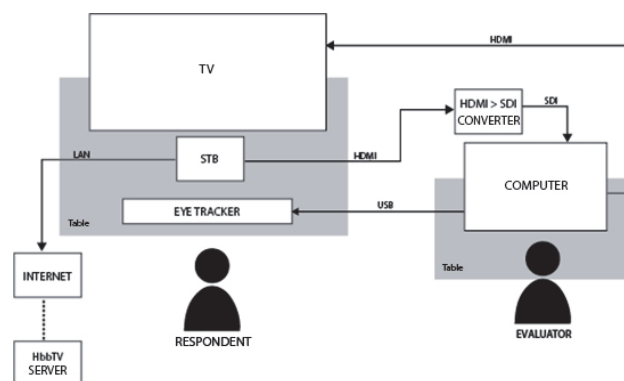 HDMI
TV
HDMI > SDI
CONVERTER
SDI
LAN
STB
HDMI
COMPUTER
EYE TRACKER
USB
Table
Table
INTERNET
RESPONDENT
EVALUATOR
HbbTV
SERVER